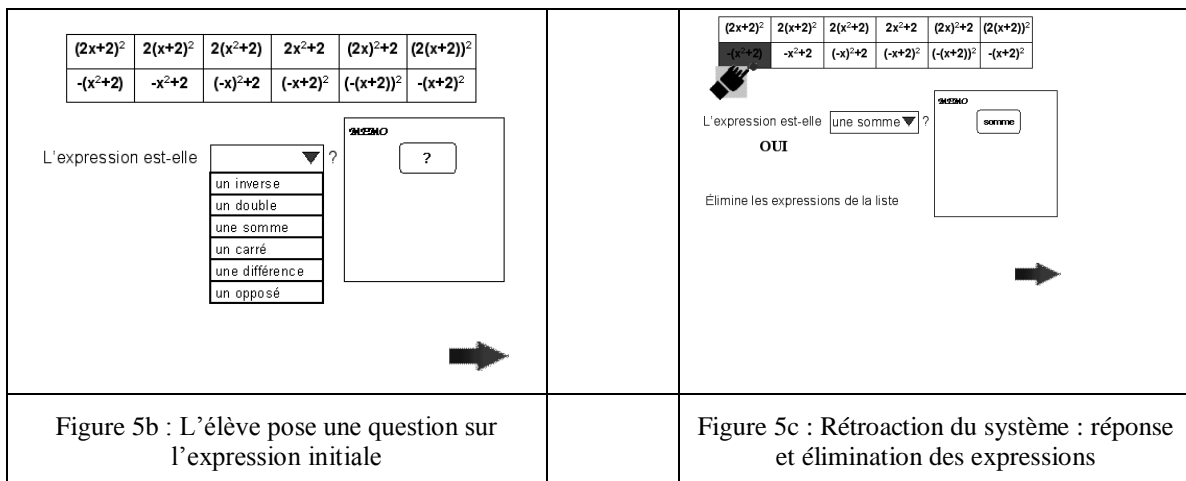 (2x+2)² 2(x+2)² 2(x²+2) 2x²+2 (2x)²+2 (2(x+2))²
-(x²+2) -x²+2 (-x)²+2 (-x+2)² (-(x+2))² -(x+2)²
L'expression est-elle ?
un inverse
un double
une somme
un carré
une différence
un opposé
MEMO
?
Figure 5b : L'élève pose une question sur
l'expression initiale
(2x+2)² 2(x+2)² 2(x²+2) 2x²+2 (2x)²+2 (2(x+2))²
-(x²+2) -x²+2 (-x)²+2 (-x+2)² (-(x+2))² -(x+2)²
L'expression est-elle une somme ?
OUI
Élimine les expressions de la liste
MEMO
somme
Figure 5c : Rétroaction du système : réponse
et élimination des expressions